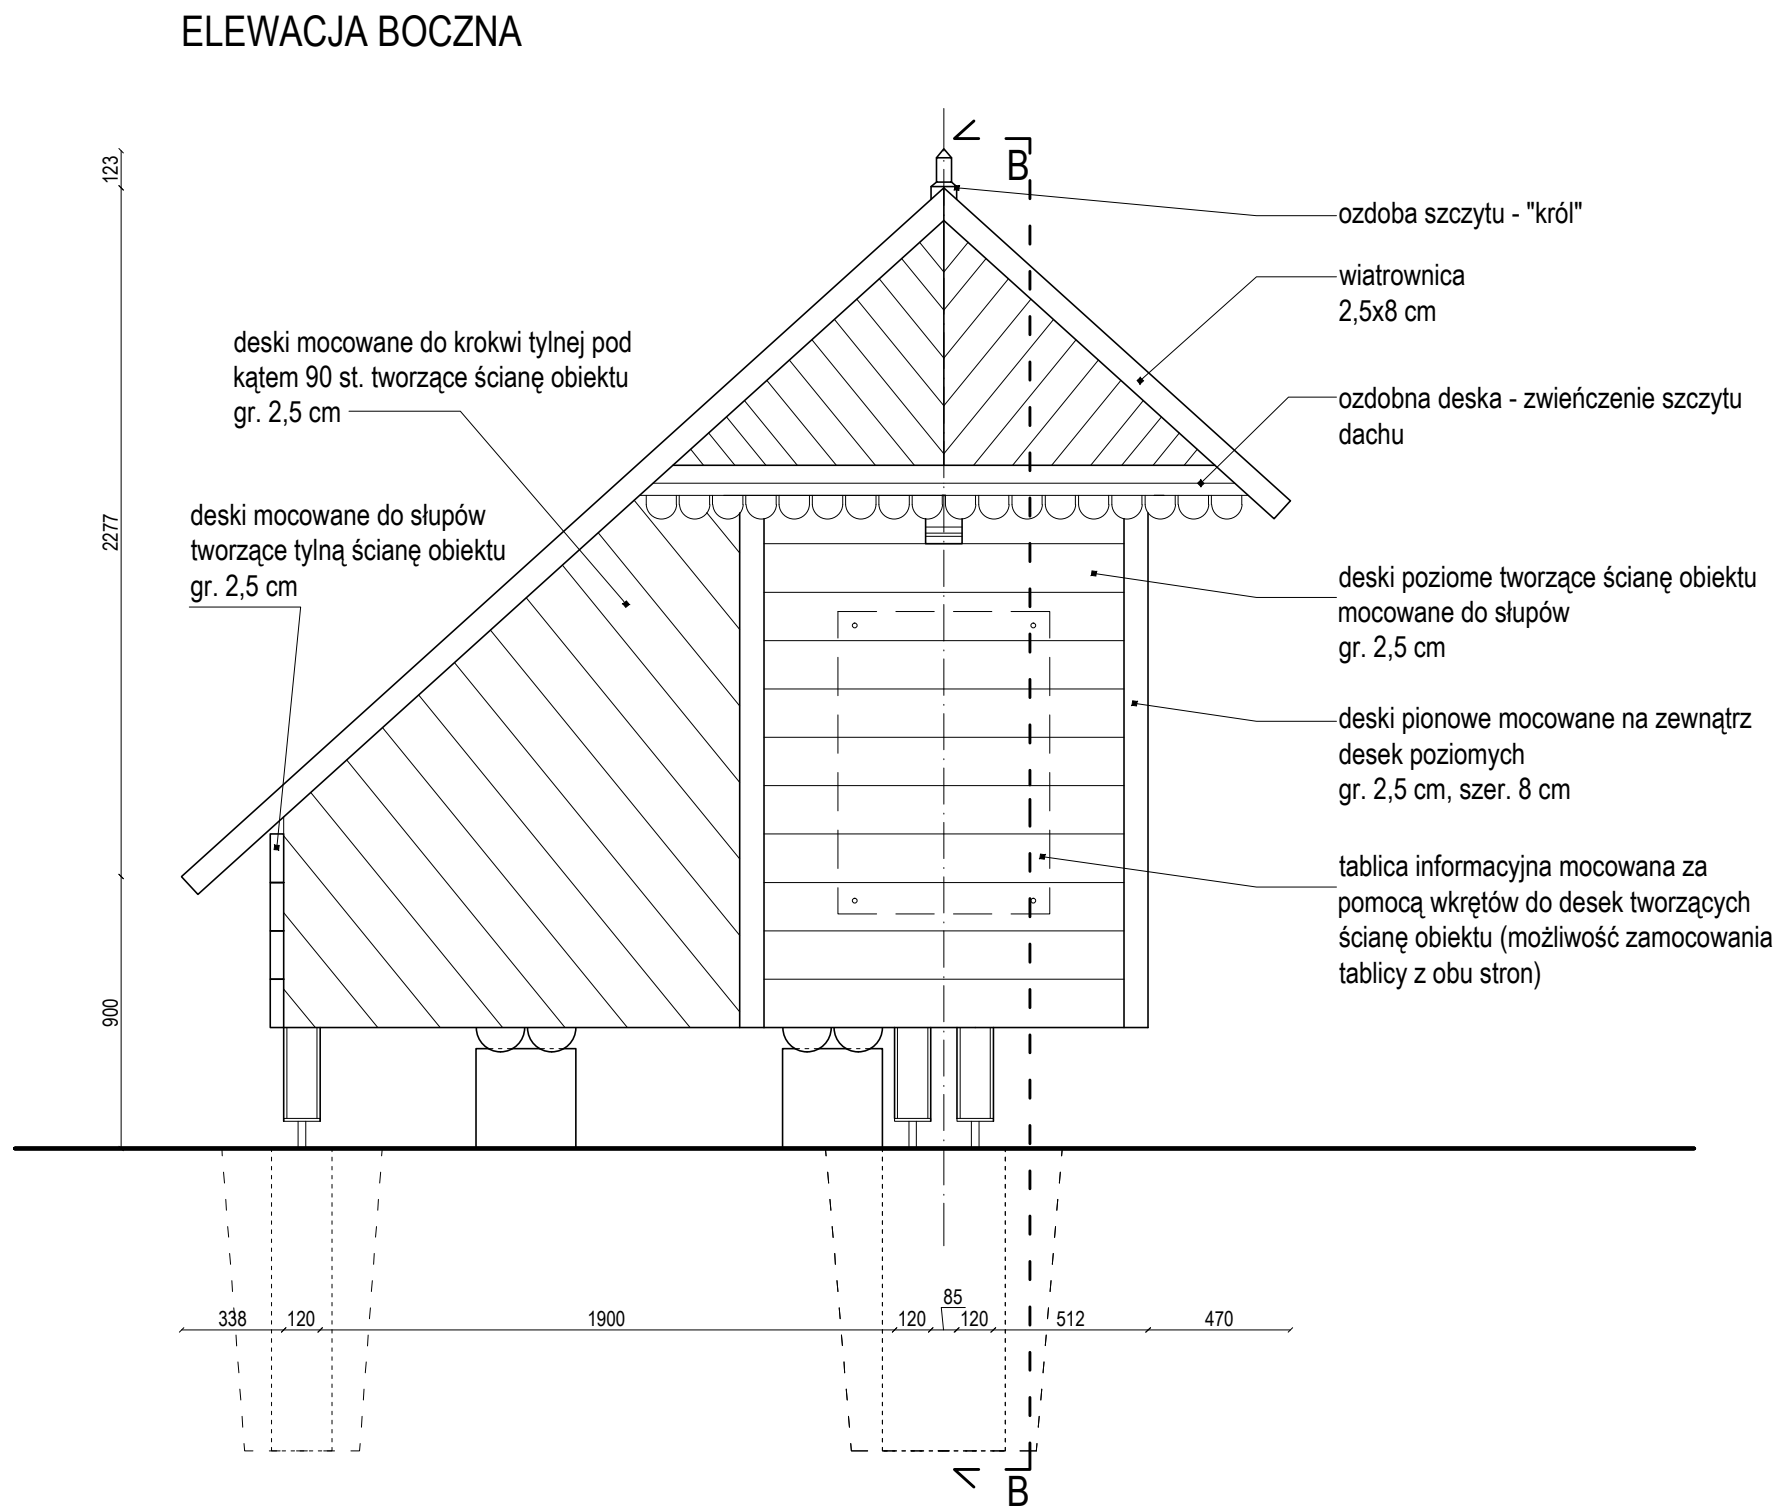 ELEWACJA BOCZNA
B
123
ozdoba szczytu - "król"
wiatrownica
2,5x8 cm
deski mocowane do krokwi tylnej pod
kątem 90 st. tworzące ścianę obiektu
gr. 2,5 cm
ozdobna deska - zwieńczenie szczytu
dachu
deski mocowane do słupów
tworzące tylną ścianę obiektu
gr. 2,5 cm
2277
deski poziome tworzące ścianę obiektu
mocowane do słupów
gr. 2,5 cm
deski pionowe mocowane na zewnątrz
desek poziomych
gr. 2,5 cm, szer. 8 cm
tablica informacyjna mocowana za
pomocą wkrętów do desek tworzących
ścianę obiektu (możliwość zamocowania
tablicy z obu stron)
900
85
338 120 1900 120 120 512 470
B